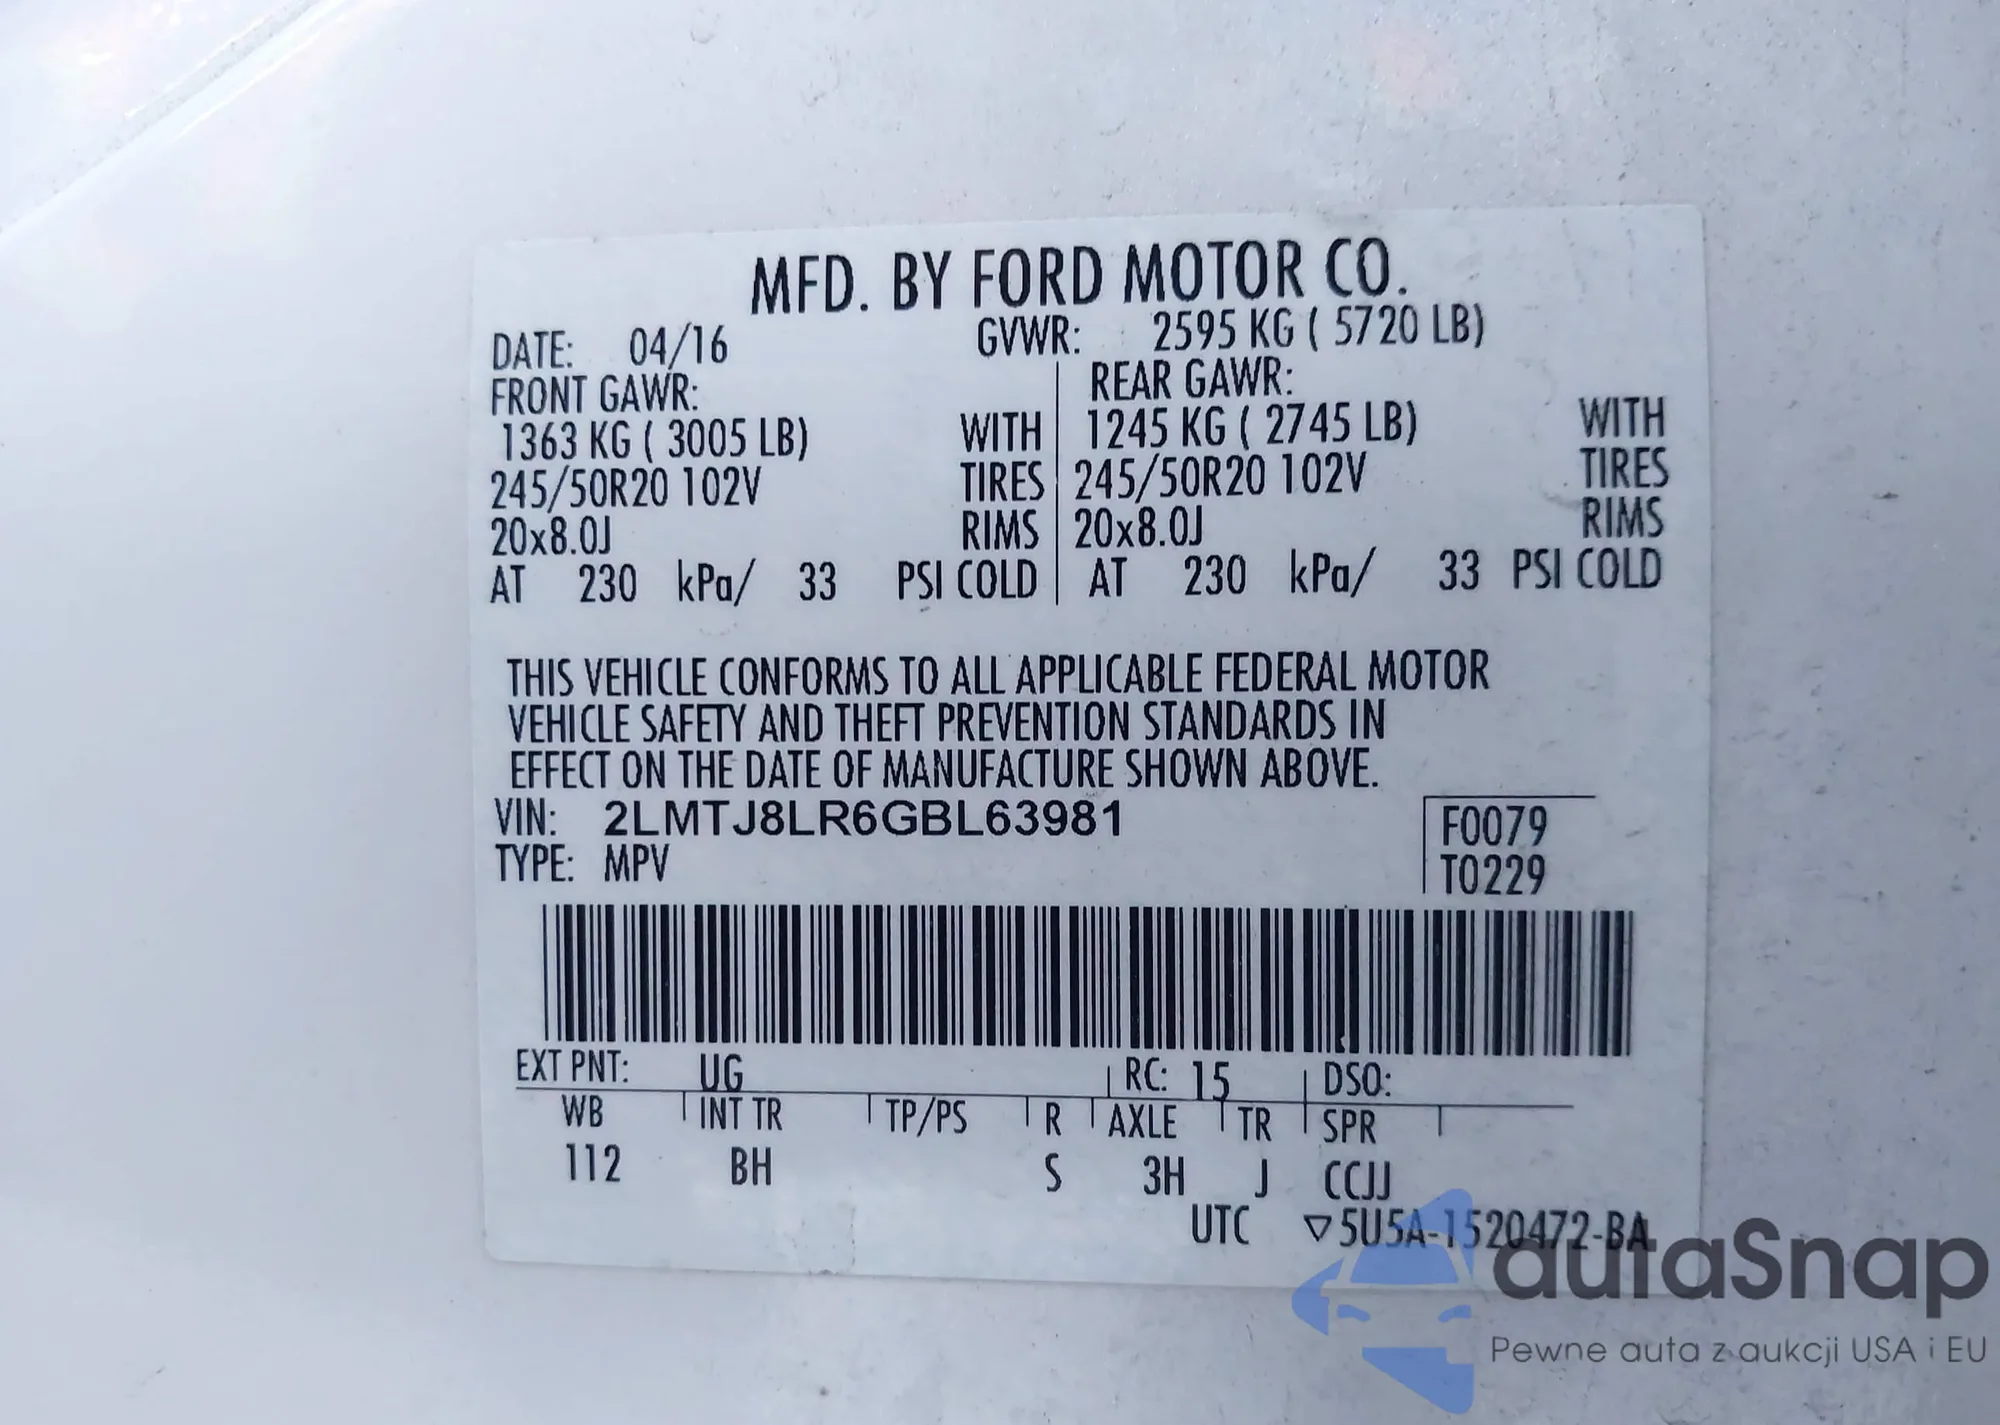 MFD. BY FORD MOTOR CO.
DATE: 04/16 GVWR: 2595 KG ( 5720 LB)
FRONT GAWR: REAR GAWR:
1363 KG ( 3005 LB) WITH 1245 KG ( 2745 LB) WITH
245/50R20 102V TIRES 245/50R20 102V TIRES
20x8.0J RIMS 20x8.0J RIMS
AT 230 kPa/ 33 PSI COLD AT 230 kPa/ 33 PSI COLD
THIS VEHICLE CONFORMS TO ALL APPLICABLE FEDERAL MOTOR
VEHICLE SAFETY AND THEFT PREVENTION STANDARDS IN
EFFECT ON THE DATE OF MANUFACTURE SHOWN ABOVE.
VIN: 2LMTJ8LR6GBL63981 F0079
TYPE: MPV T0229
EXT PNT: UG RC: 15 DSO:
WB INT TR TP/PS R AXLE TR SPR
112 BH S 3H J CCJJ
UTC ▽5U5A-1520472-BA
autaSnap
Pewne auta z aukcji USA i EU